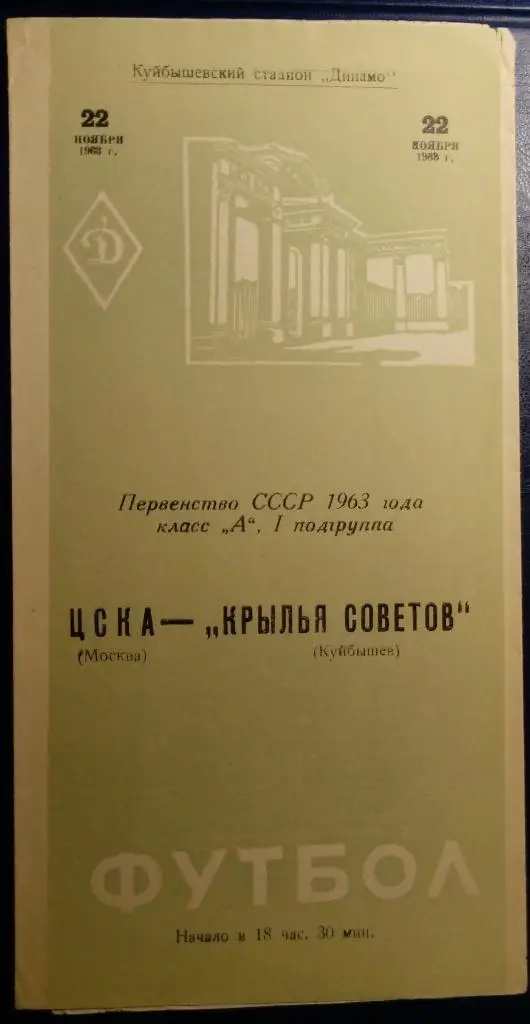 Куйбышевский стадион „Динамо“
22
НОЯБРЯ
1963 г.
22
НОЯБРЯ
1963 г.
Д
Первенство СССР 1963 года
класс „А“, I подгруппа
ЦСКА — „КРЫЛЬЯ СОВЕТОВ“
(Москва)
(Куйбышев)
ФУТБОЛ
Начало в 18 час. 30 мин.